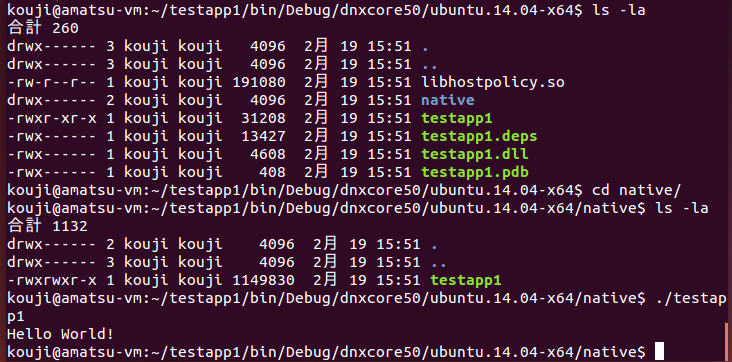 kouji@amatsu-vm:~/testapp1/bin/Debug/dnxcore50/ubuntu.14.04-x64$ ls -la
合計 260
drwx------ 3 kouji kouji   4096  2月 19 15:51 .
drwx------ 3 kouji kouji   4096  2月 19 15:51 ..
-rw-r--r-- 1 kouji kouji 191080  2月 19 15:51 libhostpolicy.so
drwx------ 2 kouji kouji   4096  2月 19 15:51 native
-rwxr-xr-x 1 kouji kouji  31208  2月 19 15:51 testapp1
-rwx------ 1 kouji kouji  13427  2月 19 15:51 testapp1.deps
-rwx------ 1 kouji kouji   4608  2月 19 15:51 testapp1.dll
-rwx------ 1 kouji kouji    408  2月 19 15:51 testapp1.pdb
kouji@amatsu-vm:~/testapp1/bin/Debug/dnxcore50/ubuntu.14.04-x64$ cd native/
kouji@amatsu-vm:~/testapp1/bin/Debug/dnxcore50/ubuntu.14.04-x64/native$ ls -la
合計 1132
drwx------ 2 kouji kouji    4096  2月 19 15:51 .
drwx------ 3 kouji kouji    4096  2月 19 15:51 ..
-rwxrwxr-x 1 kouji kouji 1149830  2月 19 15:51 testapp1
kouji@amatsu-vm:~/testapp1/bin/Debug/dnxcore50/ubuntu.14.04-x64/native$ ./testap
p1
Hello World!
kouji@amatsu-vm:~/testapp1/bin/Debug/dnxcore50/ubuntu.14.04-x64/native$